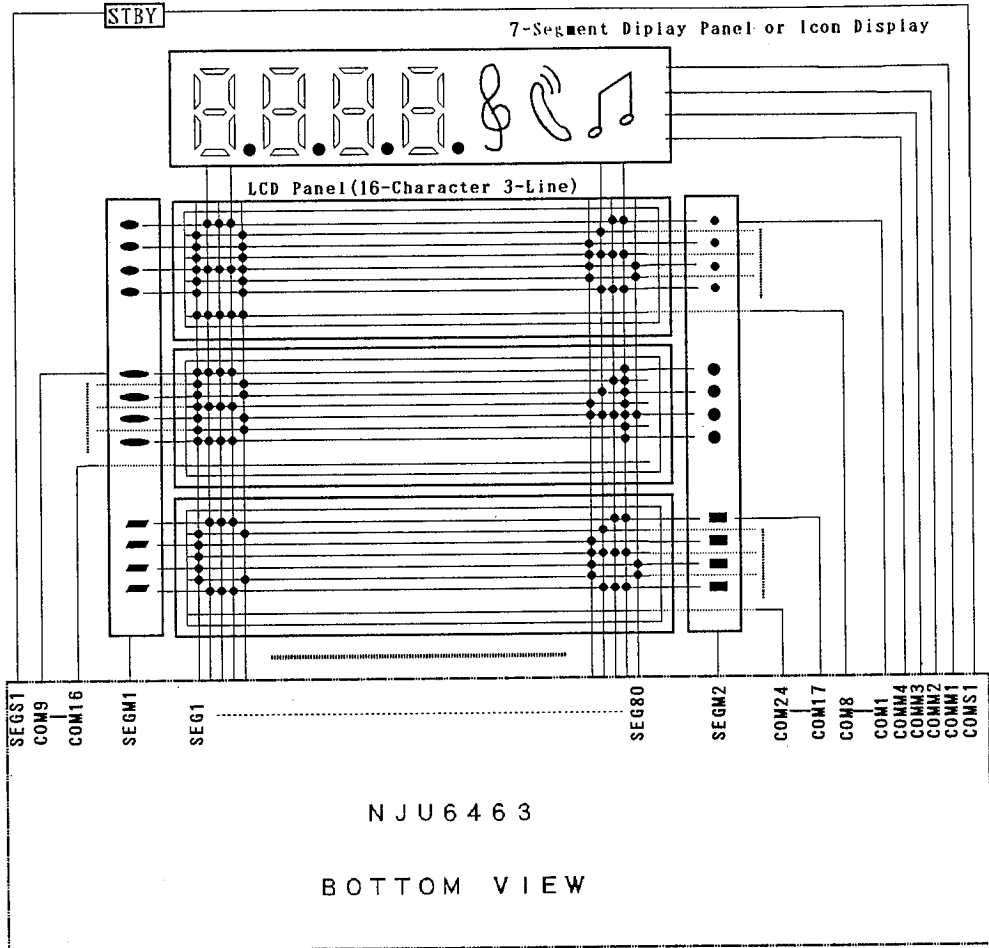 STBY
7-Segment Diplay Panel or Icon Display
LCD Panel(16-Character 3-Line)
SEGS1
COM9
COM16
SEGM1
SEG1
SEG80
SEGM2
COM24
COM17
COM8
COM1
COMM4
COMM3
COMM2
COMM1
COMS1
NJU6463
BOTTOM VIEW